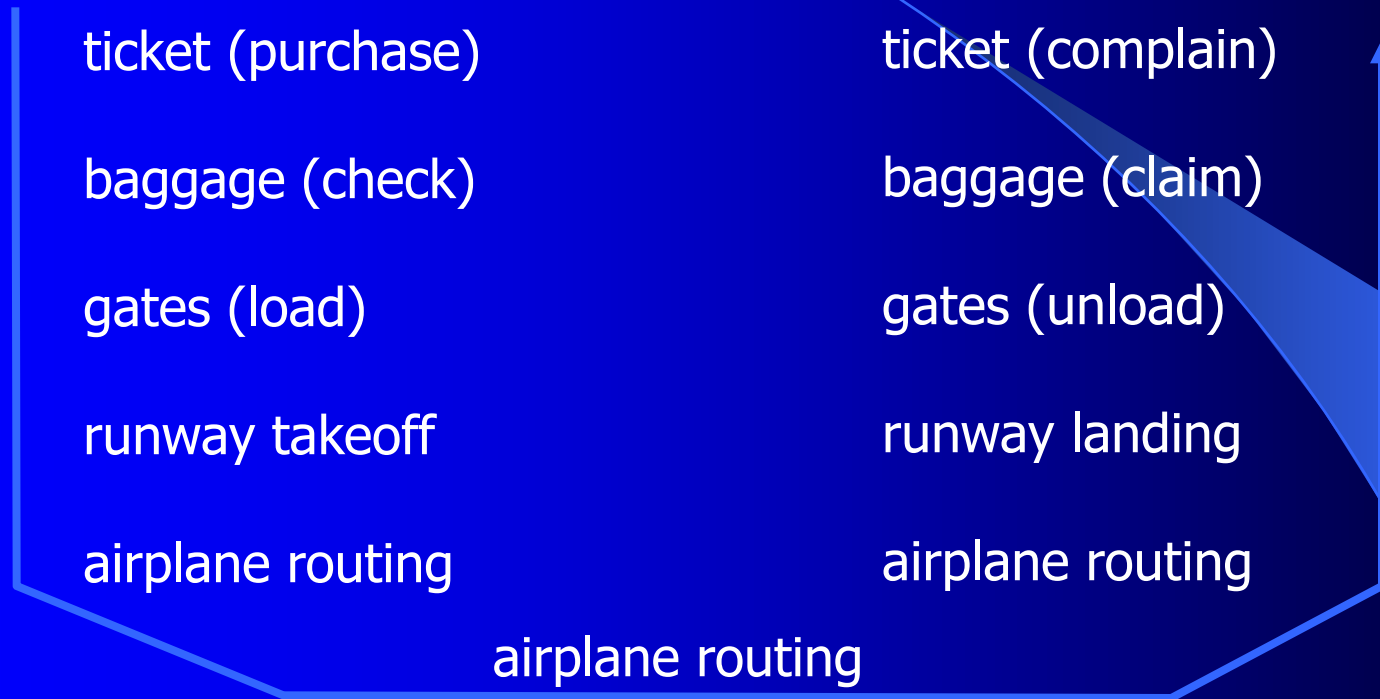 ticket (purchase)
baggage (check)
gates (load)
runway takeoff
airplane routing
ticket (complain)
baggage (claim)
gates (unload)
runway landing
airplane routing
airplane routing